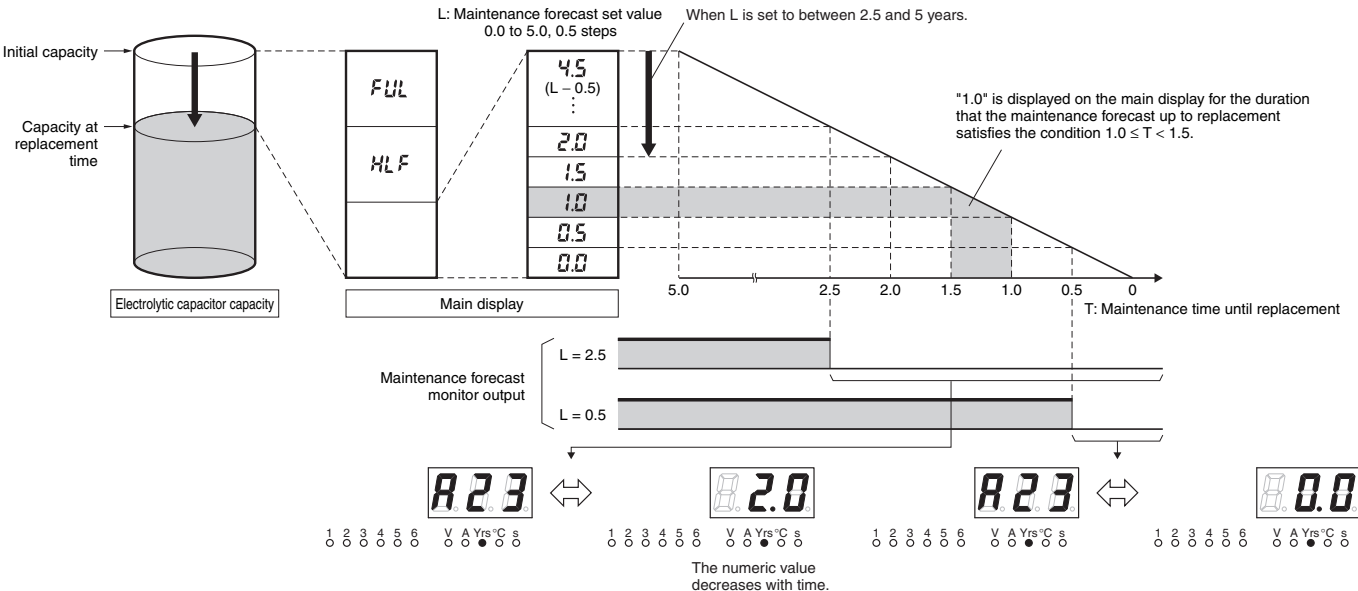 L: Maintenance forecast set value
0.0 to 5.0, 0.5 steps
When L is set to between 2.5 and 5 years.
Initial capacity
Capacity at
replacement
time
FUL
HLF
4.5
(L – 0.5)
⋮
2.0
1.5
1.0
0.5
0.0
"1.0" is displayed on the main display for the duration
that the maintenance forecast up to replacement
satisfies the condition 1.0 ≤ T < 1.5.
5.0 2.5 2.0 1.5 1.0 0.5 0
T: Maintenance time until replacement
Electrolytic capacitor capacity
Main display
Maintenance forecast
monitor output
L = 2.5
L = 0.5
A23 2.0 A23 0.0
1 2 3 4 5 6 V A Yrs °C s 1 2 3 4 5 6 V A Yrs °C s 1 2 3 4 5 6 V A Yrs °C s 1 2 3 4 5 6 V A Yrs °C s
The numeric value
decreases with time.